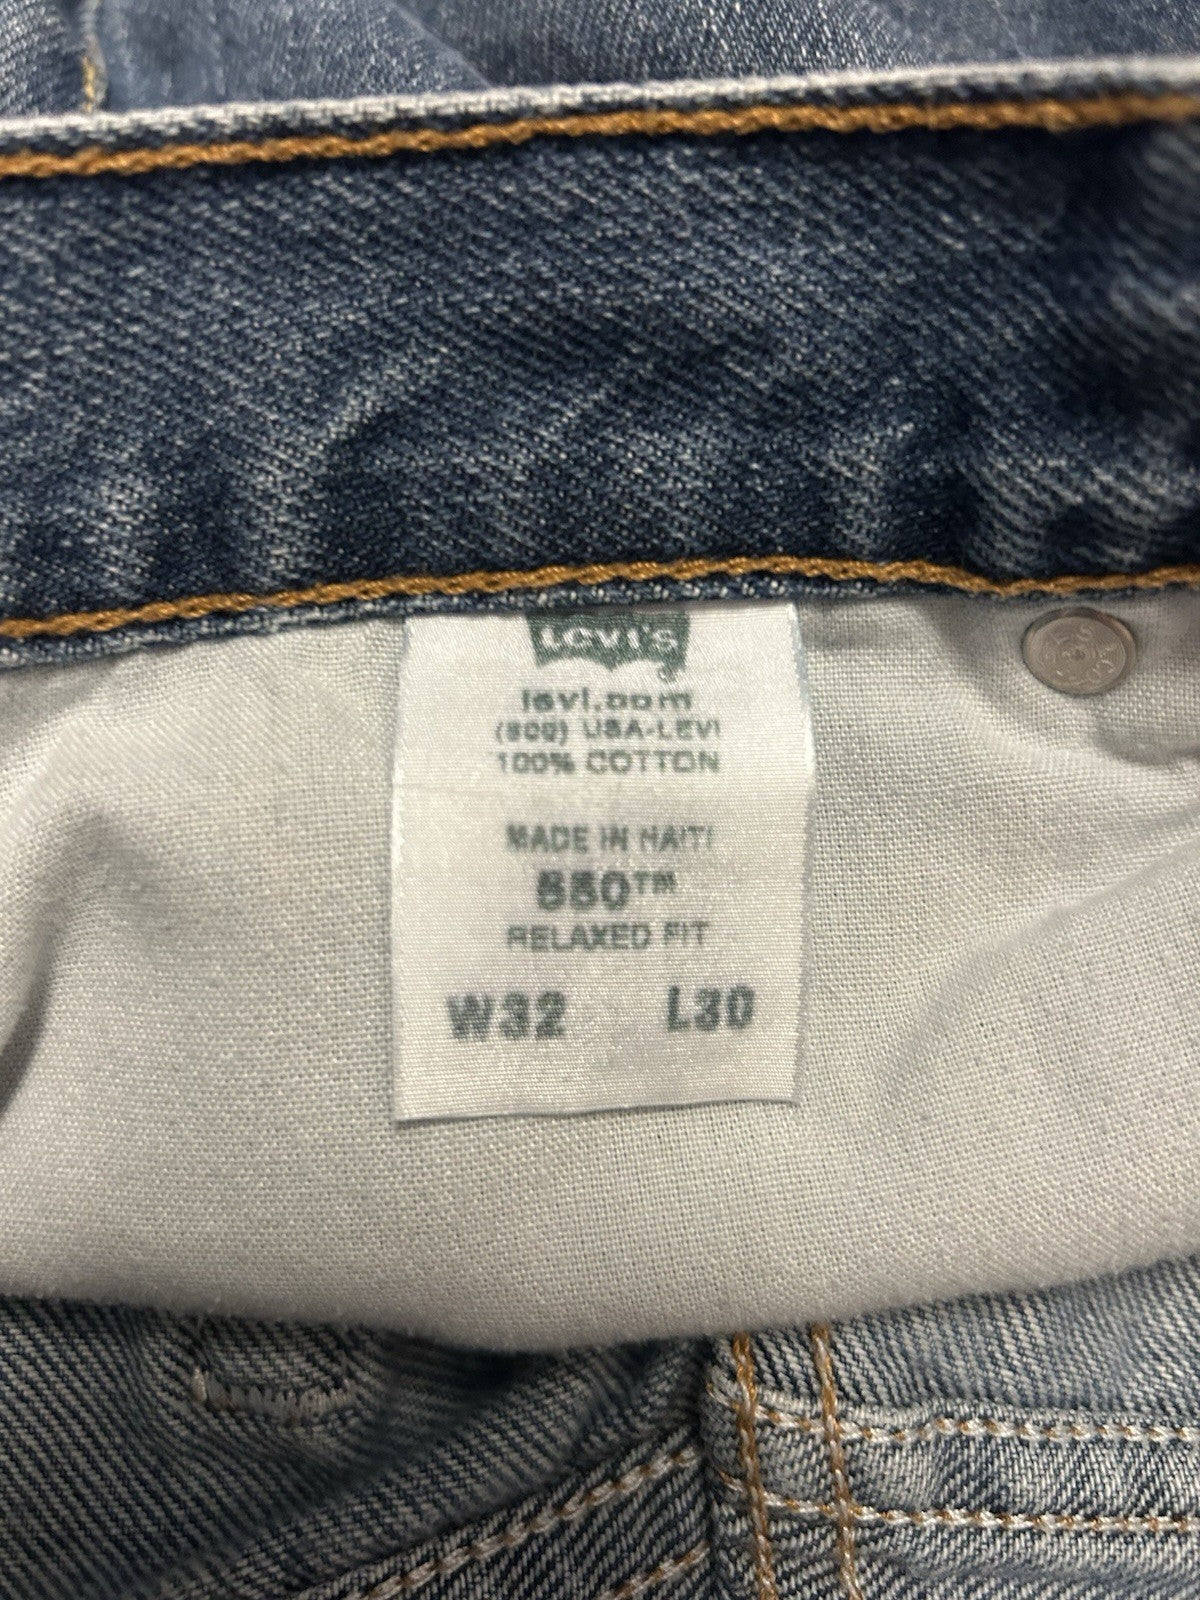 LEVI'S
levi.com
(800) USA-LEVI
100% COTTON
MADE IN HAITI
550™
RELAXED FIT
W32 L30